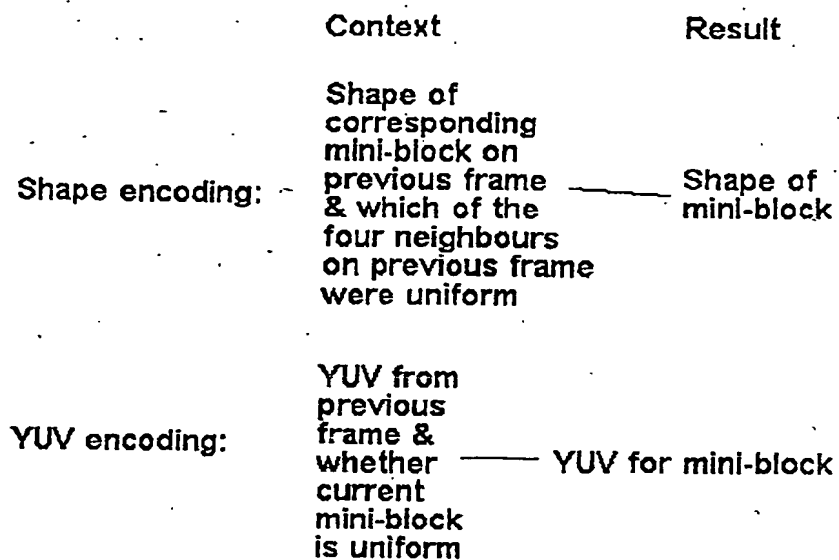 Context
Result
Shape encoding:
Shape of
corresponding
mini-block on
previous frame
& which of the
four neighbours
on previous frame
were uniform
Shape of
mini-block
YUV encoding:
YUV from
previous
frame &
whether
current
mini-block
is uniform
YUV for mini-block